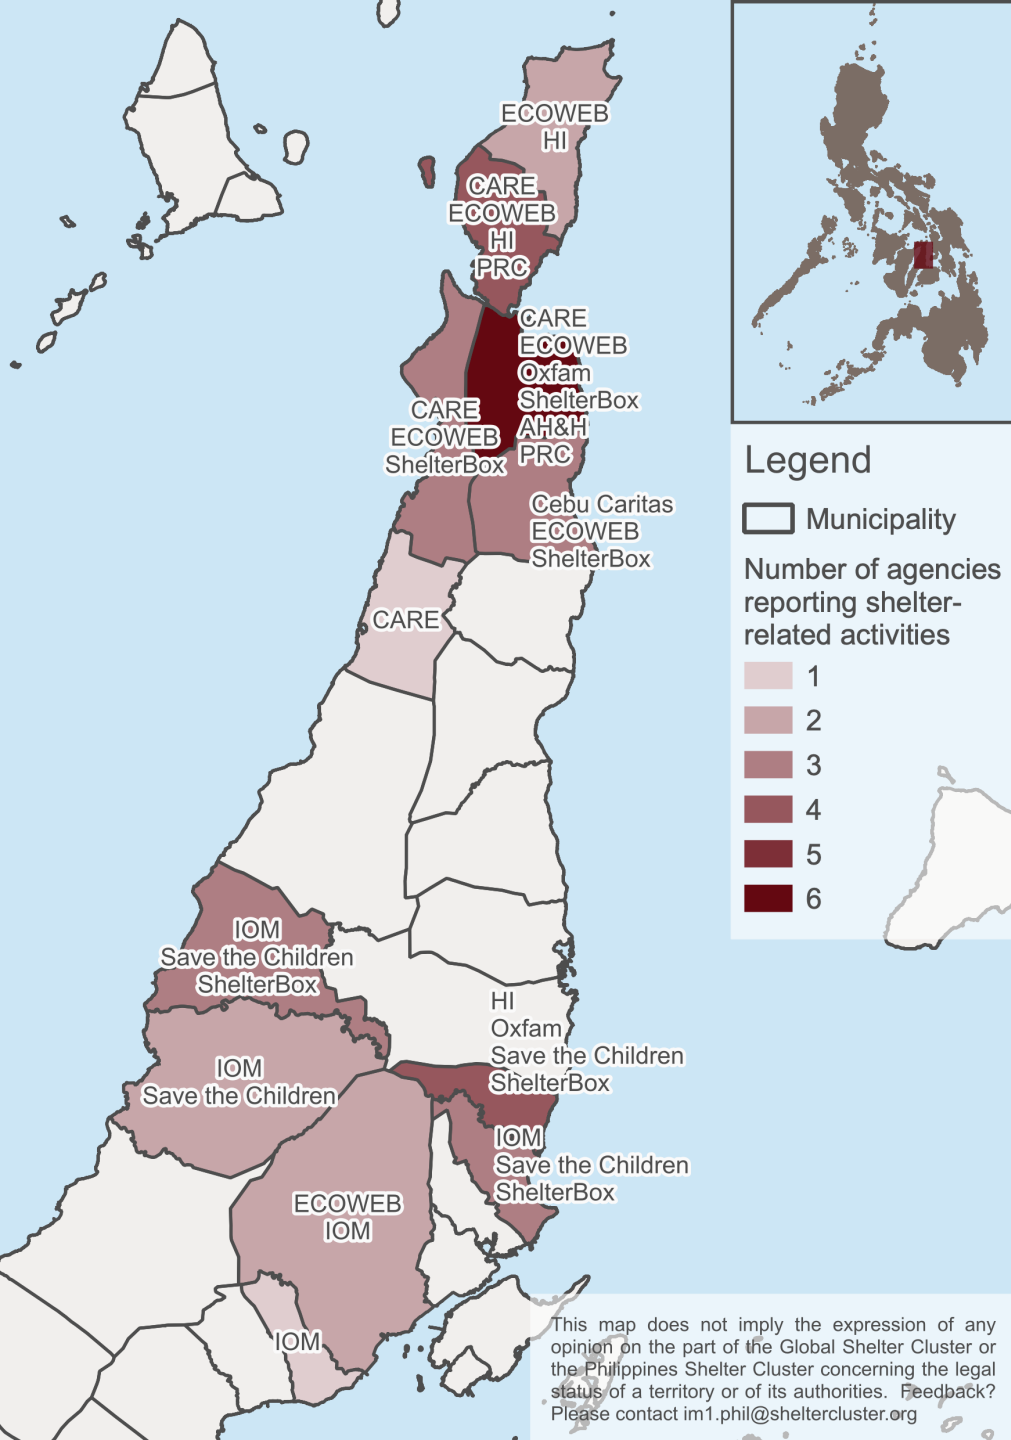 ECOWEB
HI
CARE
ECOWEB
HI
PRC
CARE
ECOWEB
Oxfam
ShelterBox
AH&H
PRC
CARE
ECOWEB
ShelterBox
Cebu Caritas
ECOWEB
ShelterBox
CARE
IOM
Save the Children
ShelterBox
HI
Oxfam
Save the Children
ShelterBox
IOM
Save the Children
IOM
Save the Children
ShelterBox
ECOWEB
IOM
IOM
Legend
Municipality
Number of agencies
reporting shelter-
related activities
1
2
3
4
5
6
This map does not imply the expression of any
opinion on the part of the Global Shelter Cluster or
the Philippines Shelter Cluster concerning the legal
status of a territory or of its authorities. Feedback?
Please contact im1.phil@sheltercluster.org